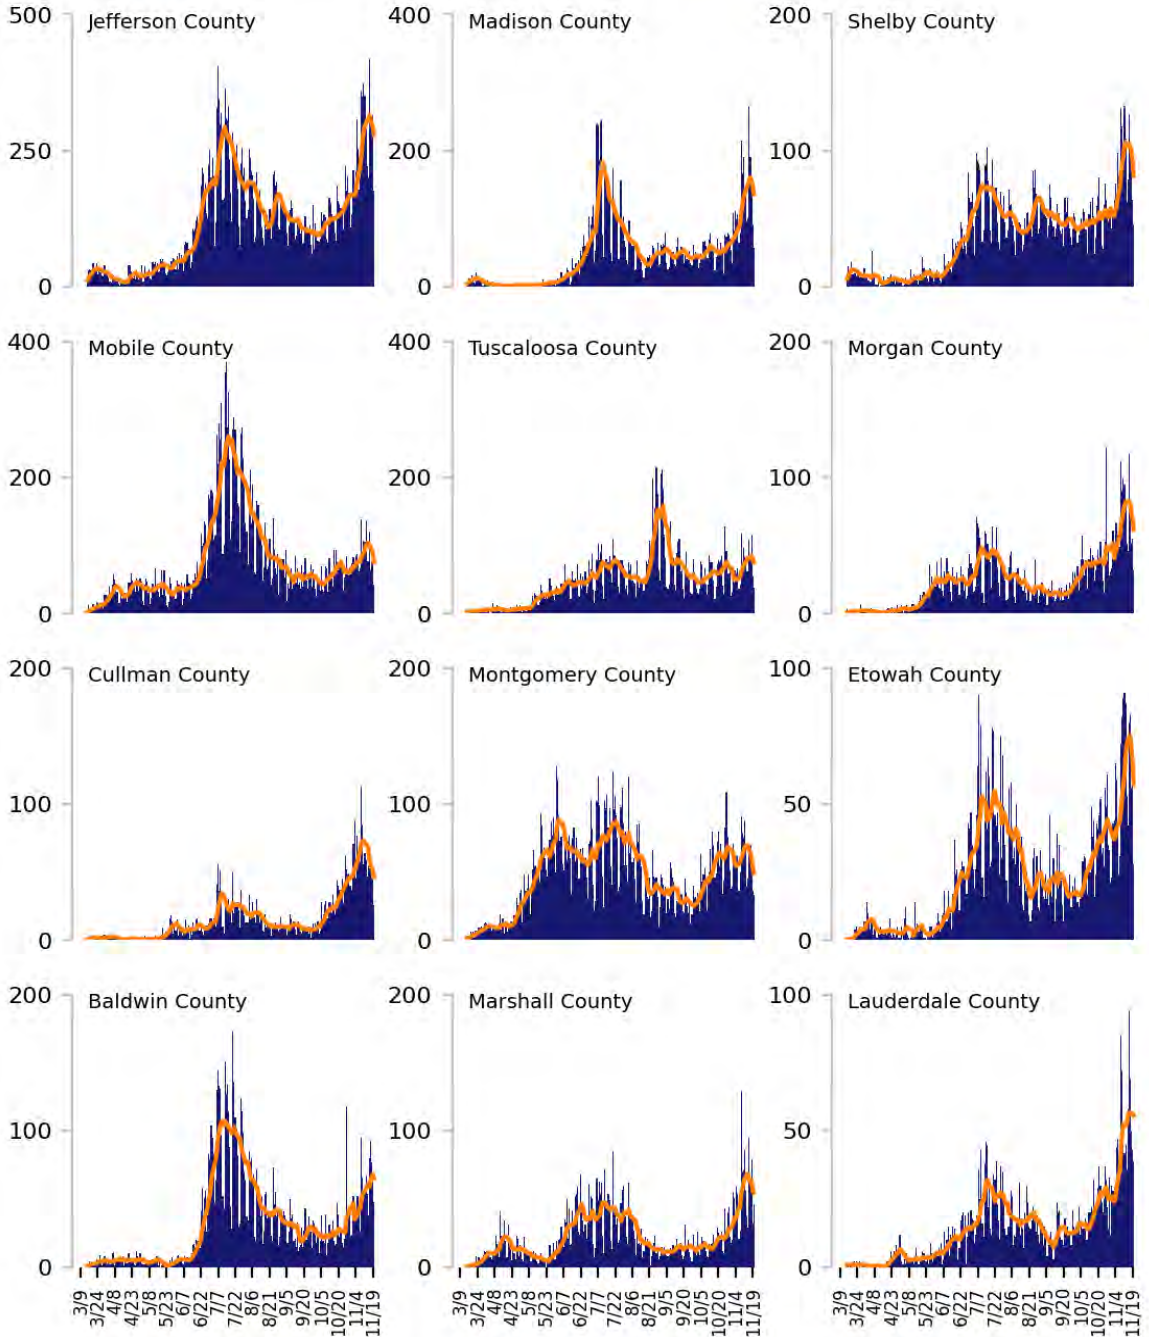 500
Jefferson County
400
Madison County
200
Shelby County
250
200
100
0
0
0
400
Mobile County
400
Tuscaloosa County
200
Morgan County
200
200
100
0
0
0
200
Cullman County
200
Montgomery County
100
Etowah County
100
100
50
0
0
0
200
Baldwin County
200
Marshall County
100
Lauderdale County
100
100
50
0
0
0
3/9 3/24 4/8 4/23 5/8 5/23 6/7 6/22 7/7 7/22 8/6 8/21 9/5 9/20 10/5 10/20 11/4 11/19
3/9 3/24 4/8 4/23 5/8 5/23 6/7 6/22 7/7 7/22 8/6 8/21 9/5 9/20 10/5 10/20 11/4 11/19
3/9 3/24 4/8 4/23 5/8 5/23 6/7 6/22 7/7 7/22 8/6 8/21 9/5 9/20 10/5 10/20 11/4 11/19